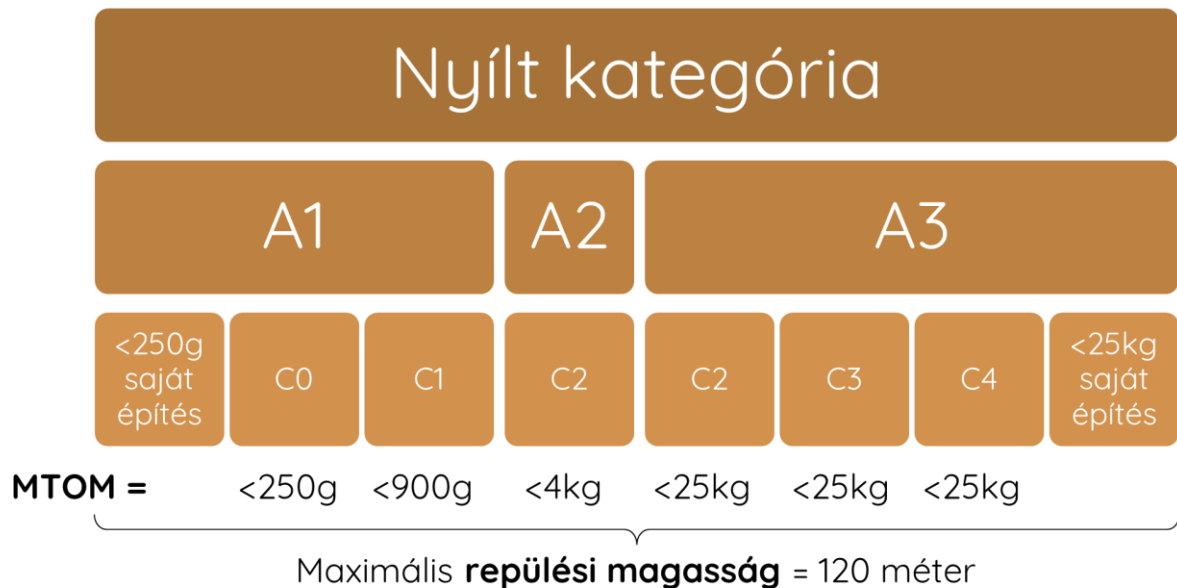 Nyílt kategória
A1 A2 A3
<250g saját építés C0 C1 C2 C2 C3 C4 <25kg saját építés
MTOM = <250g <900g <4kg <25kg <25kg <25kg
Maximális repülési magasság = 120 méter